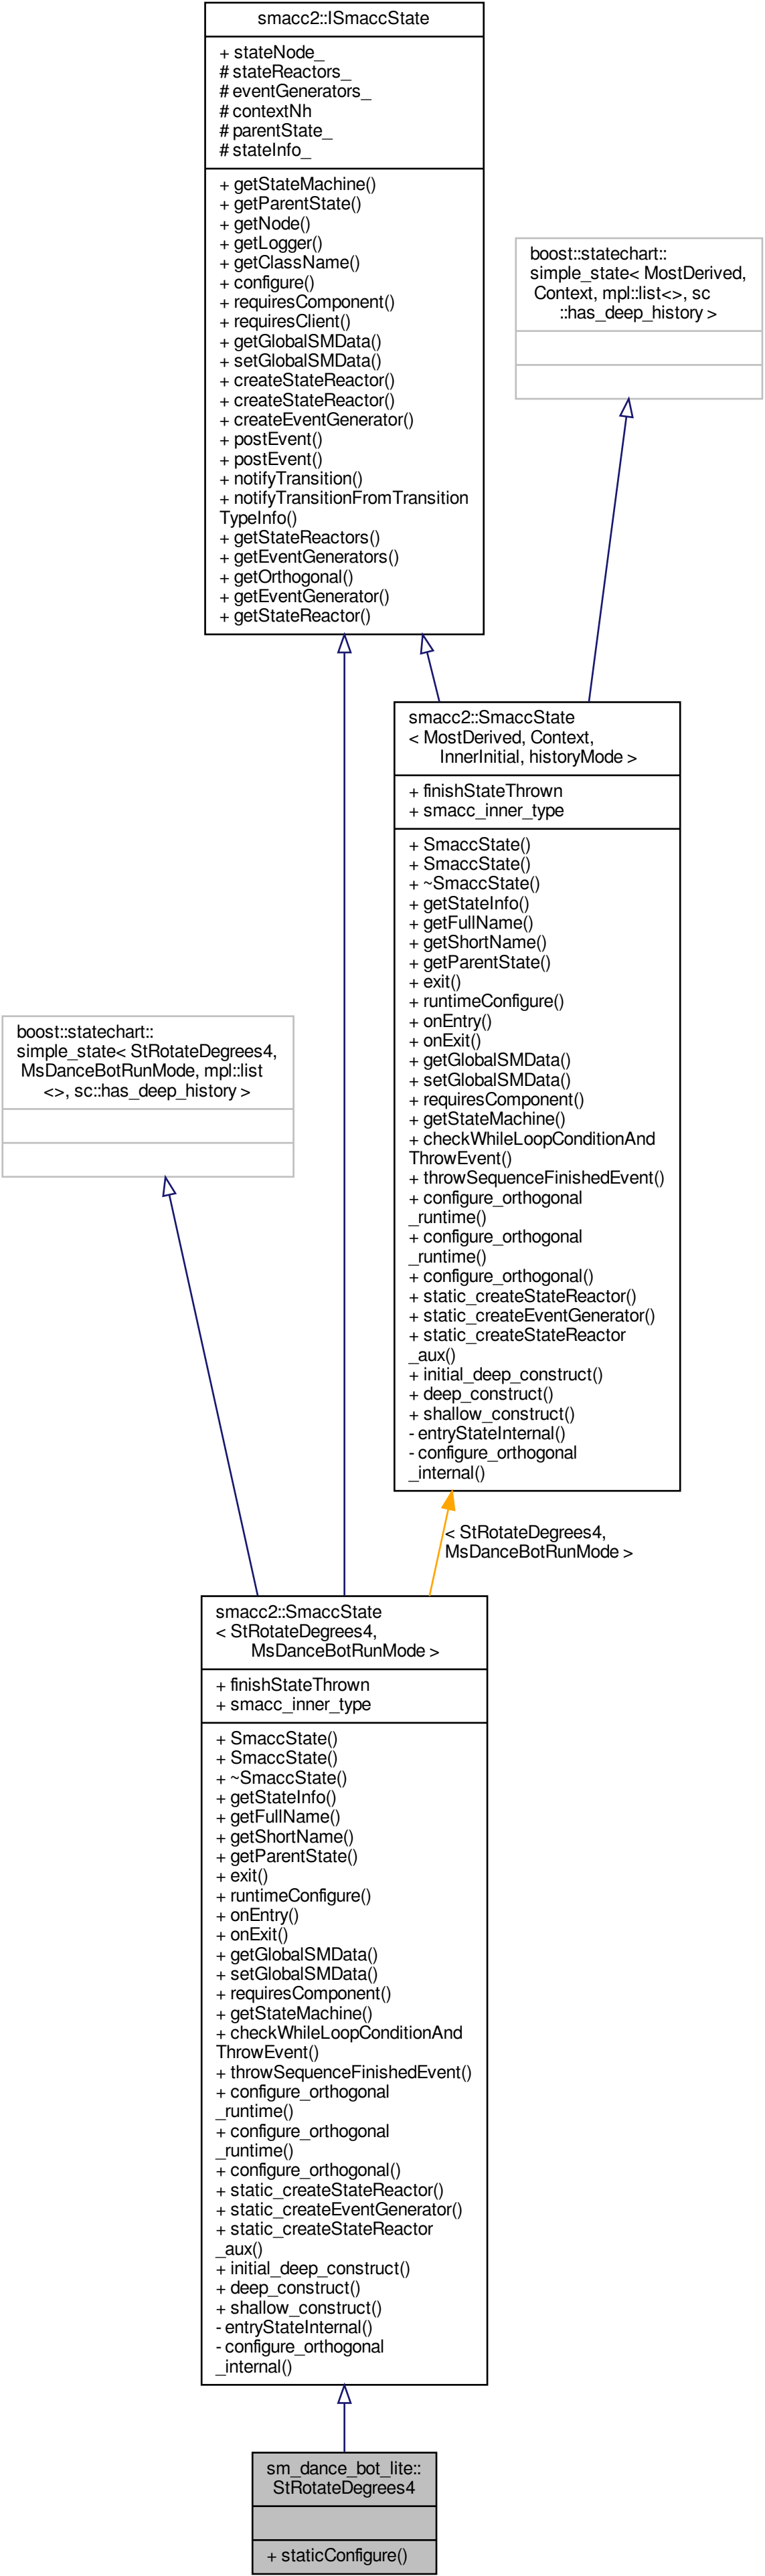 smacc2::ISmaccState
+ stateNode_
# stateReactors_
# eventGenerators_
# contextNh
# parentState_
# stateInfo_
+ getStateMachine()
+ getParentState()
+ getNode()
+ getLogger()
+ getClassName()
+ configure()
+ requiresComponent()
+ requiresClient()
+ getGlobalSMData()
+ setGlobalSMData()
+ createStateReactor()
+ createStateReactor()
+ createEventGenerator()
+ postEvent()
+ postEvent()
+ notifyTransition()
+ notifyTransitionFromTransition
TypeInfo()
+ getStateReactors()
+ getEventGenerators()
+ getOrthogonal()
+ getEventGenerator()
+ getStateReactor()
boost::statechart::
simple_state< MostDerived,
Context, mpl::list<>, sc
::has_deep_history >
smacc2::SmaccState
< MostDerived, Context,
InnerInitial, historyMode >
+ finishStateThrown
+ smacc_inner_type
+ SmaccState()
+ SmaccState()
+ ~SmaccState()
+ getStateInfo()
+ getFullName()
+ getShortName()
+ getParentState()
+ exit()
+ runtimeConfigure()
+ onEntry()
+ onExit()
+ getGlobalSMData()
+ setGlobalSMData()
+ requiresComponent()
+ getStateMachine()
+ checkWhileLoopConditionAnd
ThrowEvent()
+ throwSequenceFinishedEvent()
+ configure_orthogonal
_runtime()
+ configure_orthogonal
_runtime()
+ configure_orthogonal()
+ static_createStateReactor()
+ static_createEventGenerator()
+ static_createStateReactor
_aux()
+ initial_deep_construct()
+ deep_construct()
+ shallow_construct()
- entryStateInternal()
- configure_orthogonal
_internal()
boost::statechart::
simple_state< StRotateDegrees4,
MsDanceBotRunMode, mpl::list
<>, sc::has_deep_history >
< StRotateDegrees4,
MsDanceBotRunMode >
smacc2::SmaccState
< StRotateDegrees4,
MsDanceBotRunMode >
+ finishStateThrown
+ smacc_inner_type
+ SmaccState()
+ SmaccState()
+ ~SmaccState()
+ getStateInfo()
+ getFullName()
+ getShortName()
+ getParentState()
+ exit()
+ runtimeConfigure()
+ onEntry()
+ onExit()
+ getGlobalSMData()
+ setGlobalSMData()
+ requiresComponent()
+ getStateMachine()
+ checkWhileLoopConditionAnd
ThrowEvent()
+ throwSequenceFinishedEvent()
+ configure_orthogonal
_runtime()
+ configure_orthogonal
_runtime()
+ configure_orthogonal()
+ static_createStateReactor()
+ static_createEventGenerator()
+ static_createStateReactor
_aux()
+ initial_deep_construct()
+ deep_construct()
+ shallow_construct()
- entryStateInternal()
- configure_orthogonal
_internal()
sm_dance_bot_lite::
StRotateDegrees4
+ staticConfigure()